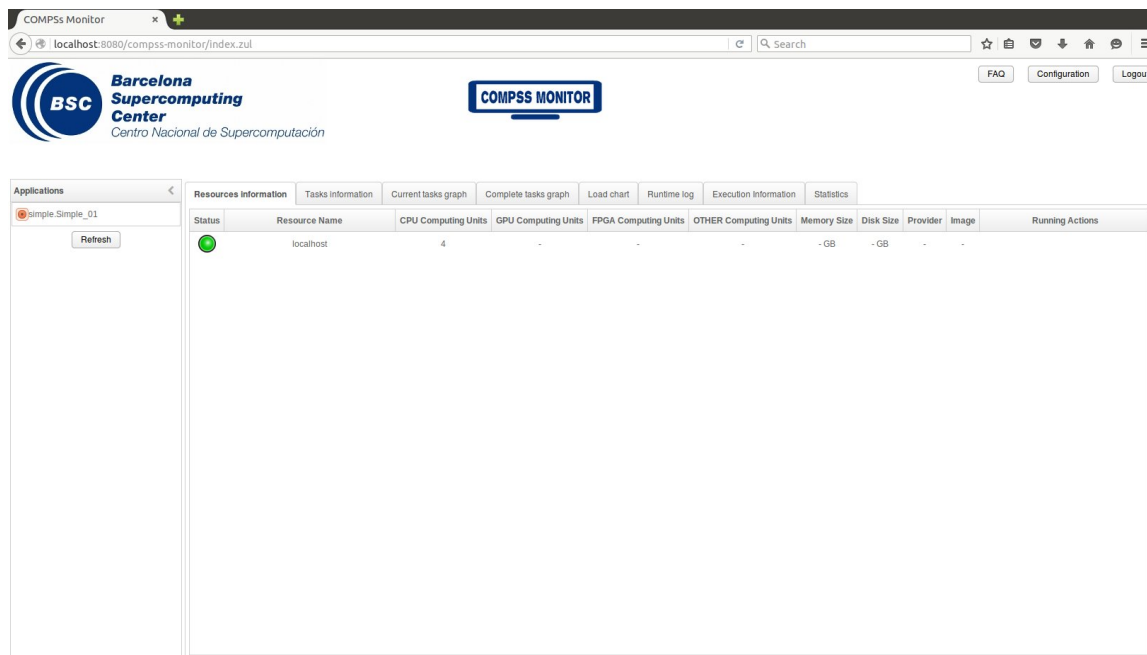 COMPSs Monitor
localhost:8080/compss-monitor/index.zul
Search
BSC
Barcelona
Supercomputing
Center
Centro Nacional de Supercomputación
COMPSS MONITOR
FAQ Configuration Logou
Applications
simple.Simple_01
Refresh
Resources information Tasks information Current tasks graph Complete tasks graph Load chart Runtime log Execution Information Statistics
Status Resource Name CPU Computing Units GPU Computing Units FPGA Computing Units OTHER Computing Units Memory Size Disk Size Provider Image Running Actions
localhost 4 - - - - GB - GB - -